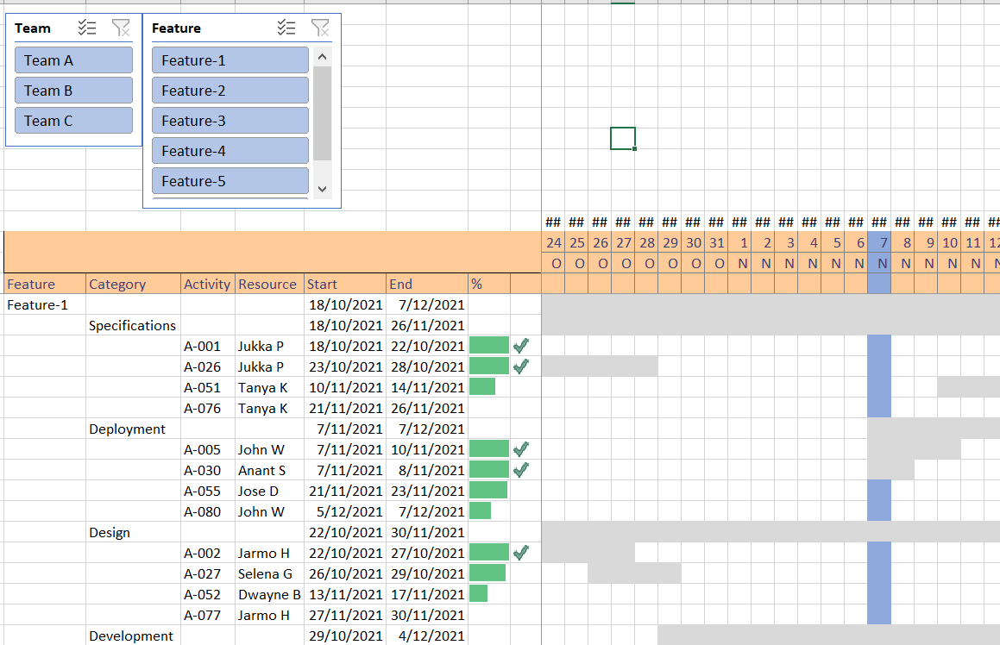 Team Feature
Team A Feature-1
Team B Feature-2
Team C Feature-3
Feature-4
Feature-5
## ## ## ## ## ## ## ## ## ## ## ## ## ## ## ## ## ## ## ##
24 25 26 27 28 29 30 31 1 2 3 4 5 6 7 8 9 10 11 12
O O O O O O O O N N N N N N N N N N N N
Feature Category Activity Resource Start End %
Feature-1 18/10/2021 7/12/2021
Specifications 18/10/2021 26/11/2021
A-001 Jukka P 18/10/2021 22/10/2021
A-026 Jukka P 23/10/2021 28/10/2021
A-051 Tanya K 10/11/2021 14/11/2021
A-076 Tanya K 21/11/2021 26/11/2021
Deployment 7/11/2021 7/12/2021
A-005 John W 7/11/2021 10/11/2021
A-030 Anant S 7/11/2021 8/11/2021
A-055 Jose D 21/11/2021 23/11/2021
A-080 John W 5/12/2021 7/12/2021
Design 22/10/2021 30/11/2021
A-002 Jarmo H 22/10/2021 27/10/2021
A-027 Selena G 26/10/2021 29/10/2021
A-052 Dwayne B 13/11/2021 17/11/2021
A-077 Jarmo H 27/11/2021 30/11/2021
Development 29/10/2021 4/12/2021